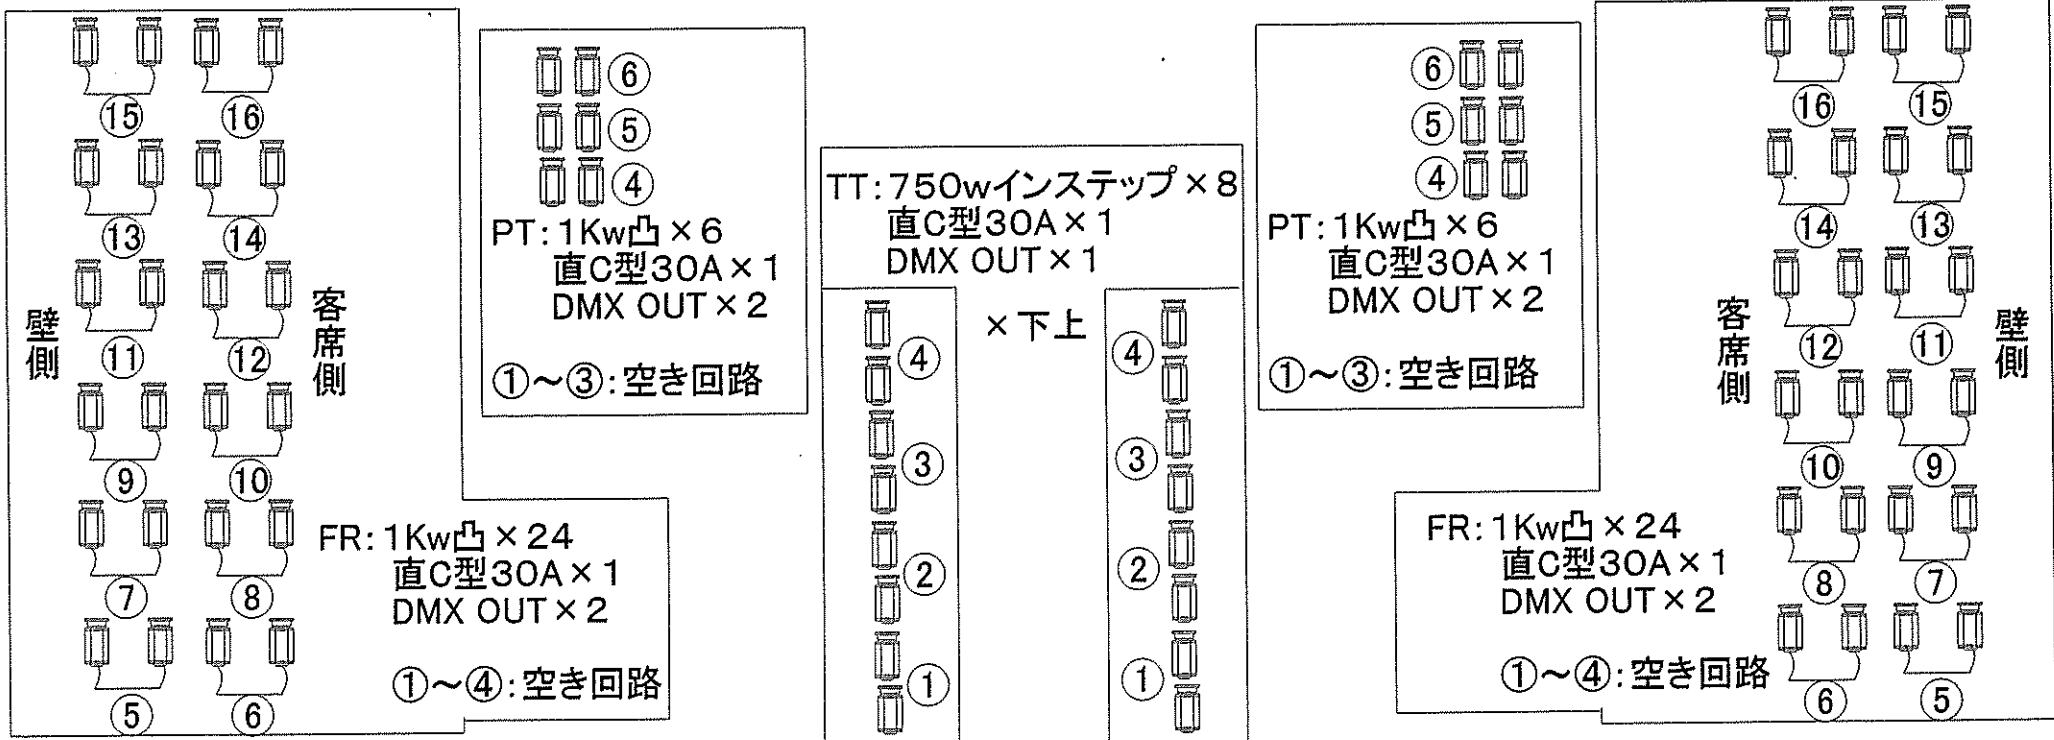 ⑮ ⑯
⑬ ⑭
⑪ ⑫
⑨ ⑩
⑦ ⑧
⑤ ⑥
壁側
客席側
FR:1Kw凸×24
直C型30A×1
DMX OUT×2
①~④:空き回路
⑥
⑤
④
PT:1Kw凸×6
直C型30A×1
DMX OUT×2
①~③:空き回路
TT:750wインステップ×8
直C型30A×1
DMX OUT×1
×下上
④ ④
③ ③
② ②
① ①
⑥
⑤
④
PT:1Kw凸×6
直C型30A×1
DMX OUT×2
①~③:空き回路
FR:1Kw凸×24
直C型30A×1
DMX OUT×2
①~④:空き回路
客席側
壁側
⑯ ⑮
⑭ ⑬
⑫ ⑪
⑩ ⑨
⑧ ⑦
⑥ ⑤